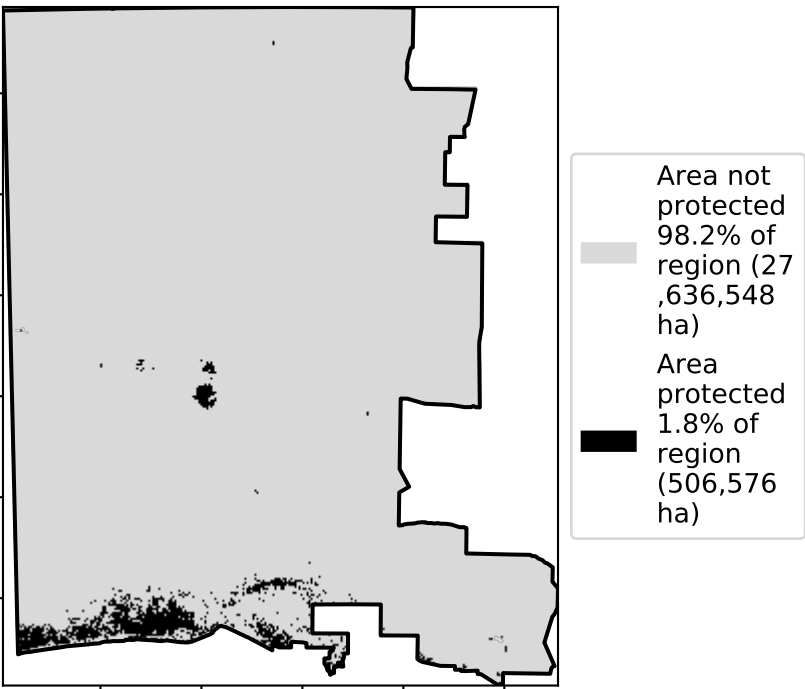 Area not
protected
98.2% of
region (27
,636,548
ha)
Area
protected
1.8% of
region
(506,576
ha)